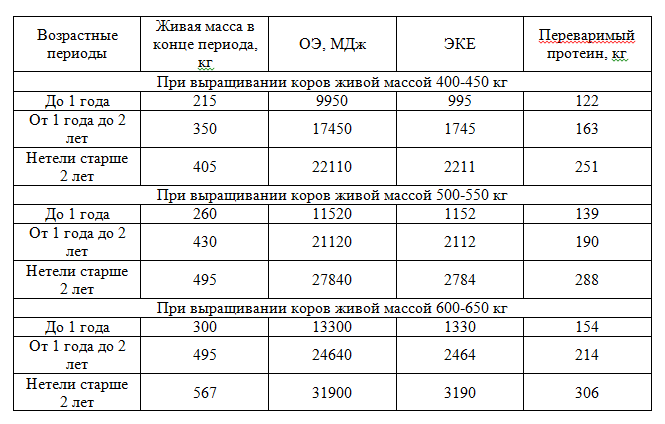 Возрастные периоды | Живая масса в конце периода, кг | ОЭ, МДж | ЭКЕ | Переваримый протеин, кг
При выращивании коров живой массой 400-450 кг
До 1 года | 215 | 9950 | 995 | 122
От 1 года до 2 лет | 350 | 17450 | 1745 | 163
Нетели старше 2 лет | 405 | 22110 | 2211 | 251
При выращивании коров живой массой 500-550 кг
До 1 года | 260 | 11520 | 1152 | 139
От 1 года до 2 лет | 430 | 21120 | 2112 | 190
Нетели старше 2 лет | 495 | 27840 | 2784 | 288
При выращивании коров живой массой 600-650 кг
До 1 года | 300 | 13300 | 1330 | 154
От 1 года до 2 лет | 495 | 24640 | 2464 | 214
Нетели старше 2 лет | 567 | 31900 | 3190 | 306